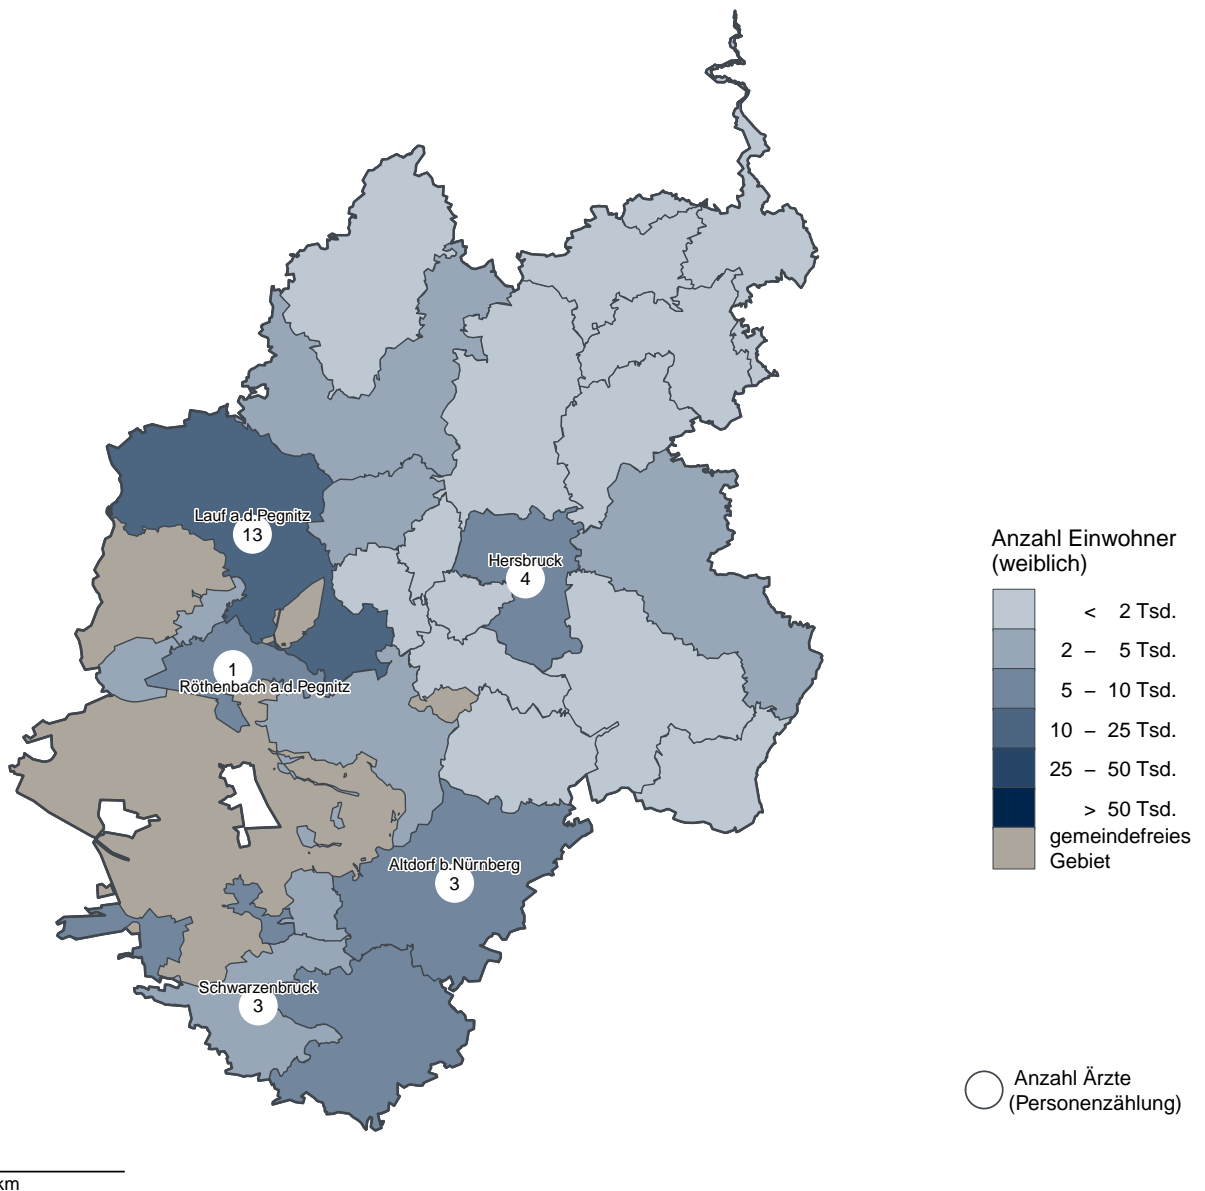 Lauf a.d.Pegnitz
13
Hersbruck
4
1
Röthenbach a.d.Pegnitz
Altdorf b.Nürnberg
3
Schwarzenbruck
3
Anzahl Einwohner
(weiblich)
< 2 Tsd.
2 – 5 Tsd.
5 – 10 Tsd.
10 – 25 Tsd.
25 – 50 Tsd.
> 50 Tsd.
gemeindefreies
Gebiet
Anzahl Ärzte
(Personenzählung)
km